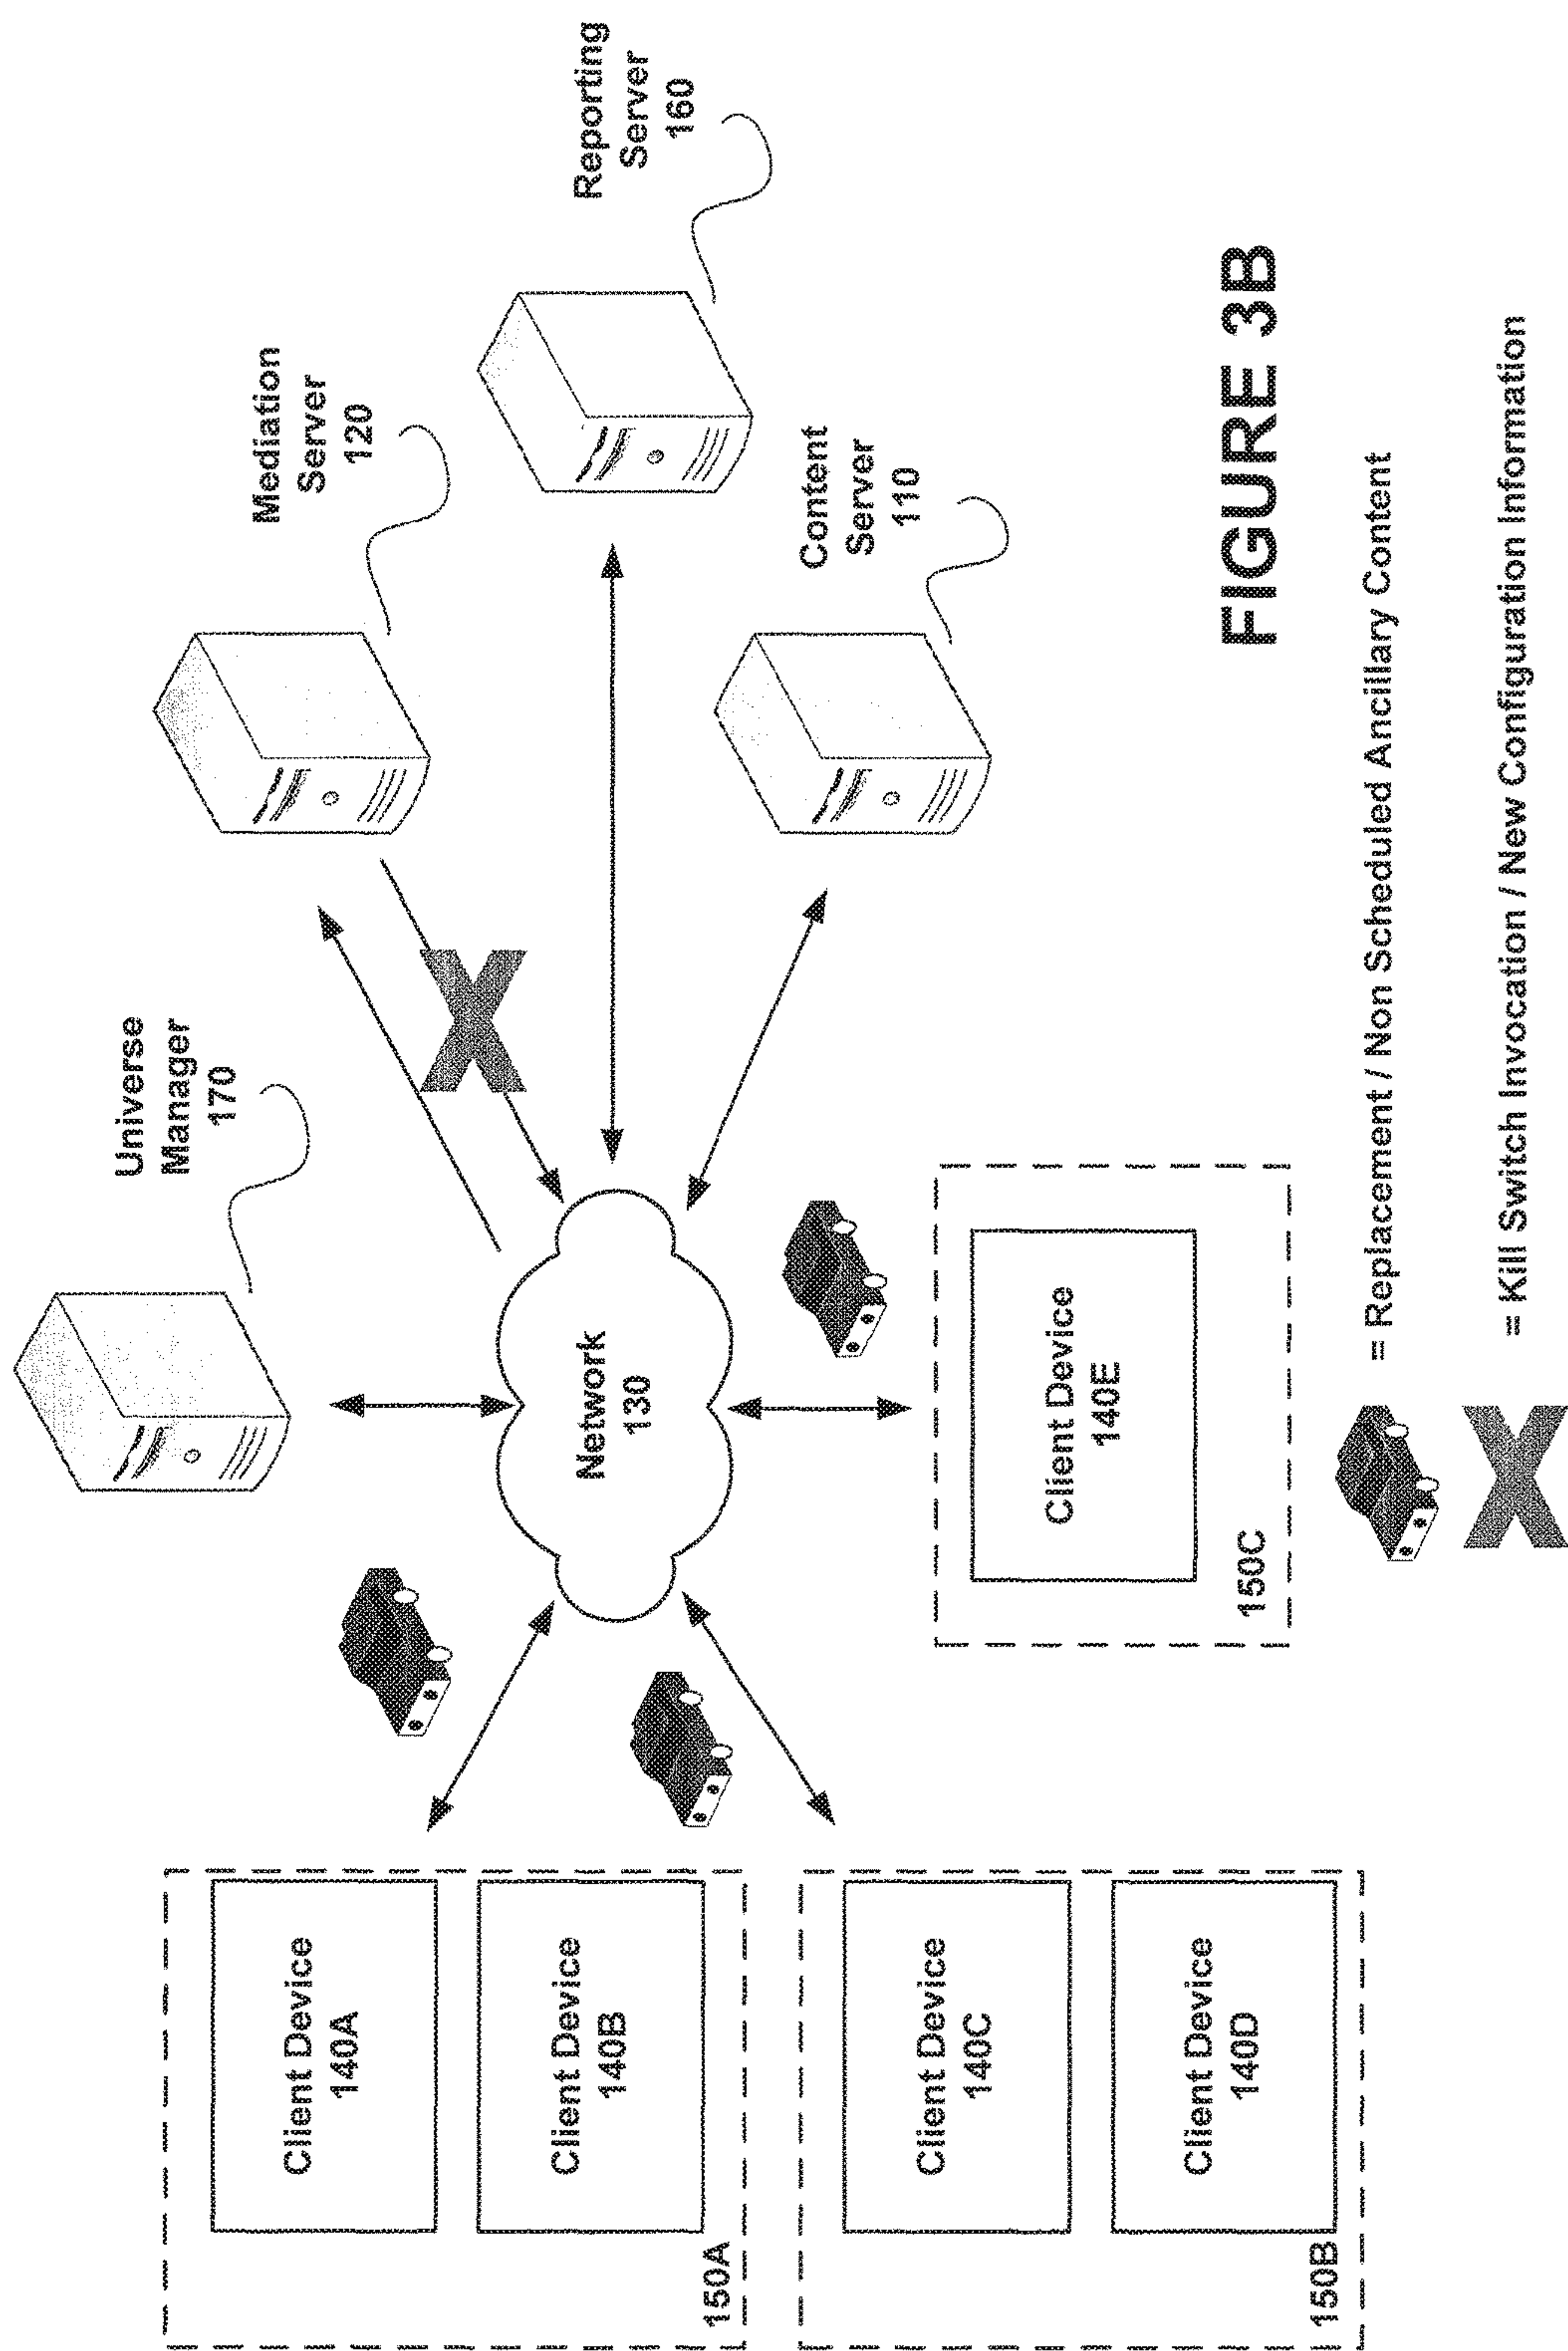 Universe
Manager
170
Mediation
Server
120
Reporting
Server
160
Content
Server
110
Network
130
Client Device
140A
Client Device
140B
150A
Client Device
140C
Client Device
140D
150B
Client Device
140E
150C
FIGURE 3B
= Replacement / Non Scheduled Ancillary Content
X = Kill Switch Invocation / New Configuration Information